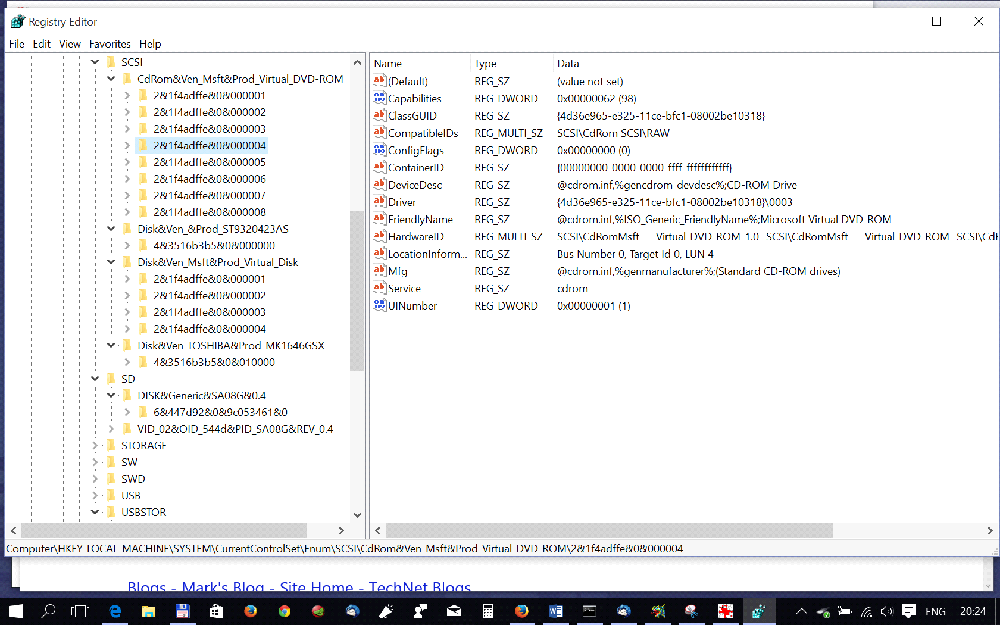 Registry Editor
File Edit View Favorites Help
SCSI
CdRom&Ven_Msft&Prod_Virtual_DVD-ROM
2&1f4adffe&0&000001
2&1f4adffe&0&000002
2&1f4adffe&0&000003
2&1f4adffe&0&000004
2&1f4adffe&0&000005
2&1f4adffe&0&000006
2&1f4adffe&0&000007
2&1f4adffe&0&000008
Disk&Ven_&Prod_ST9320423AS
4&3516b3b5&0&000000
Disk&Ven_Msft&Prod_Virtual_Disk
2&1f4adffe&0&000001
2&1f4adffe&0&000002
2&1f4adffe&0&000003
2&1f4adffe&0&000004
Disk&Ven_TOSHIBA&Prod_MK1646GSX
4&3516b3b5&0&010000
SD
DISK&Generic&SA08G&0.4
6&447d92&0&9c053461&0
VID_02&OID_544d&PID_SA08G&REV_0.4
STORAGE
SW
SWD
USB
USBSTOR
Name Type Data
(Default) REG_SZ (value not set)
Capabilities REG_DWORD 0x00000062 (98)
ClassGUID REG_SZ {4d36e965-e325-11ce-bfc1-08002be10318}
CompatibleIDs REG_MULTI_SZ SCSI\CdRom SCSI\RAW
ConfigFlags REG_DWORD 0x00000000 (0)
ContainerID REG_SZ {00000000-0000-0000-ffff-ffffffffffff}
DeviceDesc REG_SZ @cdrom.inf,%gencdrom_devdesc%;CD-ROM Drive
Driver REG_SZ {4d36e965-e325-11ce-bfc1-08002be10318}\0003
FriendlyName REG_SZ @cdrom.inf,%ISO_Generic_FriendlyName%;Microsoft Virtual DVD-ROM
HardwareID REG_MULTI_SZ SCSI\CdRomMsft____Virtual_DVD-ROM_1.0_ SCSI\CdRomMsft____Virtual_DVD-ROM_ SCSI\CdF
LocationInform... REG_SZ Bus Number 0, Target Id 0, LUN 4
Mfg REG_SZ @cdrom.inf,%genmanufacturer%;(Standard CD-ROM drives)
Service REG_SZ cdrom
UINumber REG_DWORD 0x00000001 (1)
Computer\HKEY_LOCAL_MACHINE\SYSTEM\CurrentControlSet\Enum\SCSI\CdRom&Ven_Msft&Prod_Virtual_DVD-ROM\2&1f4adffe&0&000004
Blogs - Mark's Blog - Site Home - TechNet Blogs
ENG 20:24